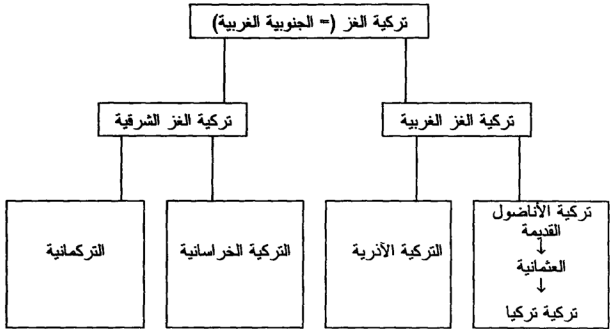 تركية الغز (= الجنوبية الغربية)
تركية الغز الغربية
تركية الغز الشرقية
تركية الأناضول
القديمة
↓
العثمانية
↓
تركية تركيا
التركية الآذرية
التركية الخراسانية
التركمانية